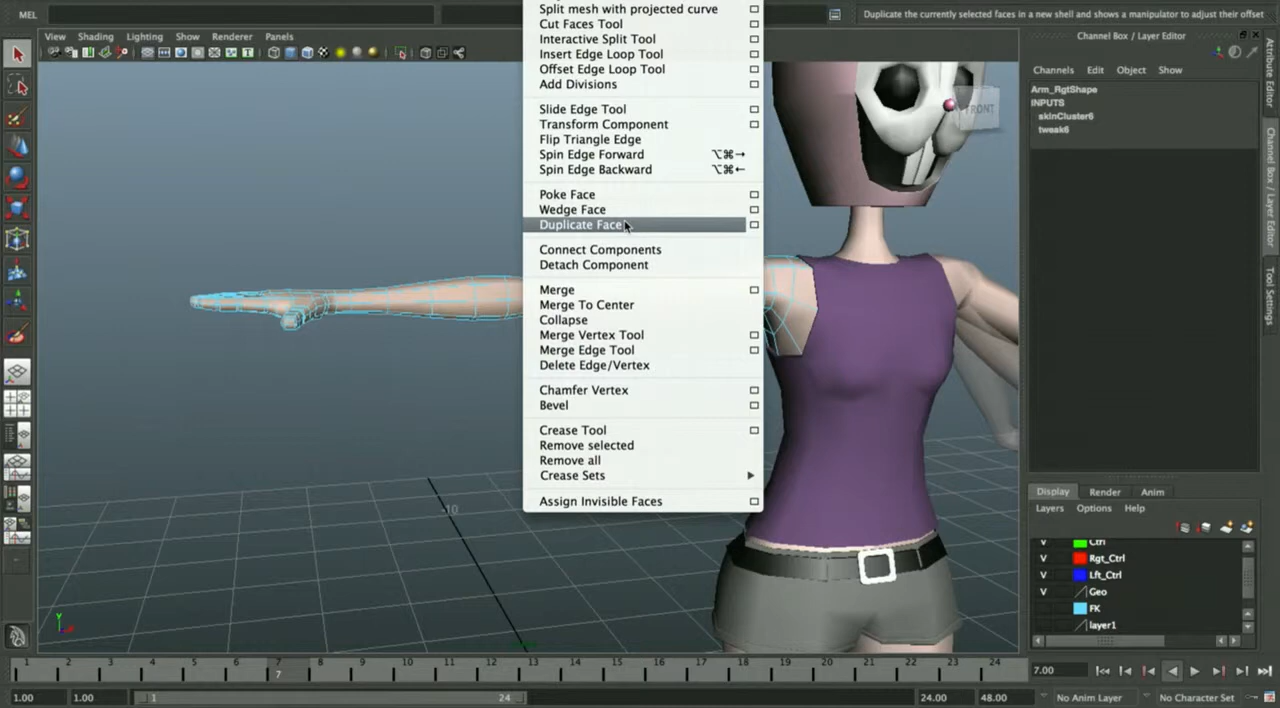 MEL
Duplicate the currently selected faces in a new shell and shows a manipulator to adjust their offset
View Shading Lighting Show Renderer Panels
Split mesh with projected curve
Cut Faces Tool
Interactive Split Tool
Insert Edge Loop Tool
Offset Edge Loop Tool
Add Divisions
Slide Edge Tool
Transform Component
Flip Triangle Edge
Spin Edge Forward ⌥⌘→
Spin Edge Backward ⌥⌘←
Poke Face
Wedge Face
Duplicate Face
Connect Components
Detach Component
Merge
Merge To Center
Collapse
Merge Vertex Tool
Merge Edge Tool
Delete Edge/Vertex
Chamfer Vertex
Bevel
Crease Tool
Remove selected
Remove all
Crease Sets
Assign Invisible Faces
FRONT
-10
Y
Channel Box / Layer Editor
Channels Edit Object Show
Arm_RgtShape
INPUTS
skinCluster6
tweak6
Attribute Editor
Channel Box / Layer Editor
Tool Settings
Display Render Anim
Layers Options Help
Ctrl
V Rgt_Ctrl
V Lft_Ctrl
V Geo
FK
layer1
1 2 3 4 5 6 7 8 9 10 11 12 13 14 15 16 17 18 19 20 21 22 23 24
7
7.00
1.00 1.00 1 24 24.00 48.00 No Anim Layer No Character Set